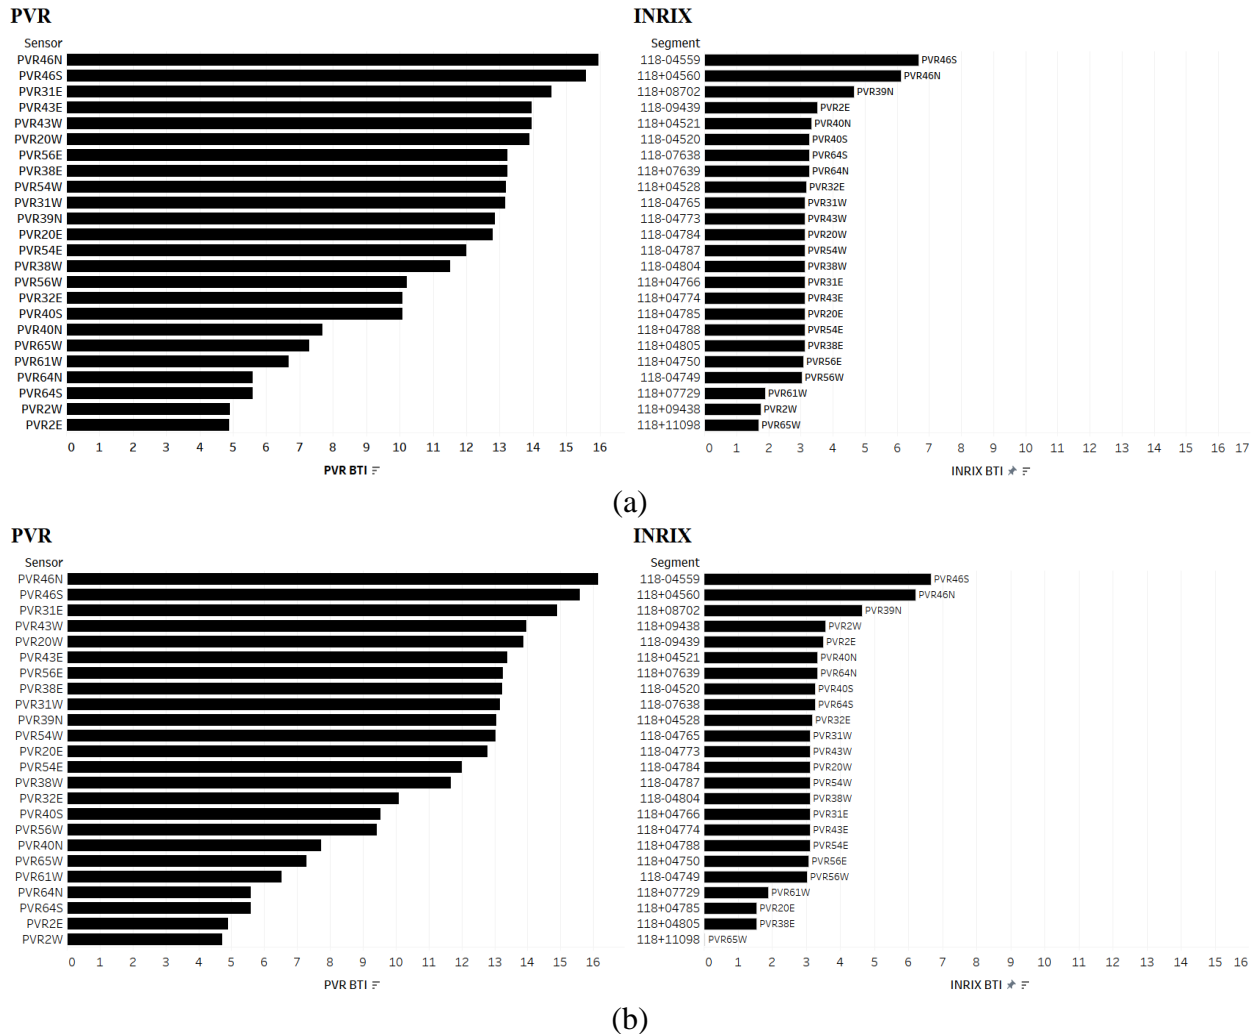 PVR INRIX
Sensor Segment
PVR46N 118-04559 PVR46S
PVR46S 118+04560 PVR46N
PVR31E 118+08702 PVR39N
PVR43E 118-09439 PVR2E
PVR43W 118+04521 PVR40N
PVR20W 118-04520 PVR40S
PVR56E 118-07638 PVR64S
PVR38E 118+07639 PVR64N
PVR54W 118+04528 PVR32E
PVR31W 118-04765 PVR31W
PVR39N 118-04773 PVR43W
PVR20E 118-04784 PVR20W
PVR54E 118-04787 PVR54W
PVR38W 118-04804 PVR38W
PVR56W 118+04766 PVR31E
PVR32E 118+04774 PVR43E
PVR40S 118+04785 PVR20E
PVR40N 118+04788 PVR54E
PVR65W 118+04805 PVR38E
PVR61W 118+04750 PVR56E
PVR64N 118-04749 PVR56W
PVR64S 118+07729 PVR61W
PVR2W 118+09438 PVR2W
PVR2E 118+11098 PVR65W
0 1 2 3 4 5 6 7 8 9 10 11 12 13 14 15 16 0 1 2 3 4 5 6 7 8 9 10 11 12 13 14 15 16 17
PVR BTI INRIX BTI
(a)
PVR INRIX
Sensor Segment
PVR46N 118-04559 PVR46S
PVR46S 118+04560 PVR46N
PVR31E 118+08702 PVR39N
PVR43W 118+09438 PVR2W
PVR20W 118-09439 PVR2E
PVR43E 118+04521 PVR40N
PVR56E 118+07639 PVR64N
PVR38E 118-04520 PVR40S
PVR31W 118-07638 PVR64S
PVR39N 118+04528 PVR32E
PVR54W 118-04765 PVR31W
PVR20E 118-04773 PVR43W
PVR54E 118-04784 PVR20W
PVR38W 118-04787 PVR54W
PVR32E 118-04804 PVR38W
PVR40S 118+04766 PVR31E
PVR56W 118+04774 PVR43E
PVR40N 118+04788 PVR54E
PVR65W 118+04750 PVR56E
PVR61W 118-04749 PVR56W
PVR64N 118+07729 PVR61W
PVR64S 118+04785 PVR20E
PVR2E 118+04805 PVR38E
PVR2W 118+11098 PVR65W
0 1 2 3 4 5 6 7 8 9 10 11 12 13 14 15 16 0 1 2 3 4 5 6 7 8 9 10 11 12 13 14 15 16
PVR BTI INRIX BTI
(b)